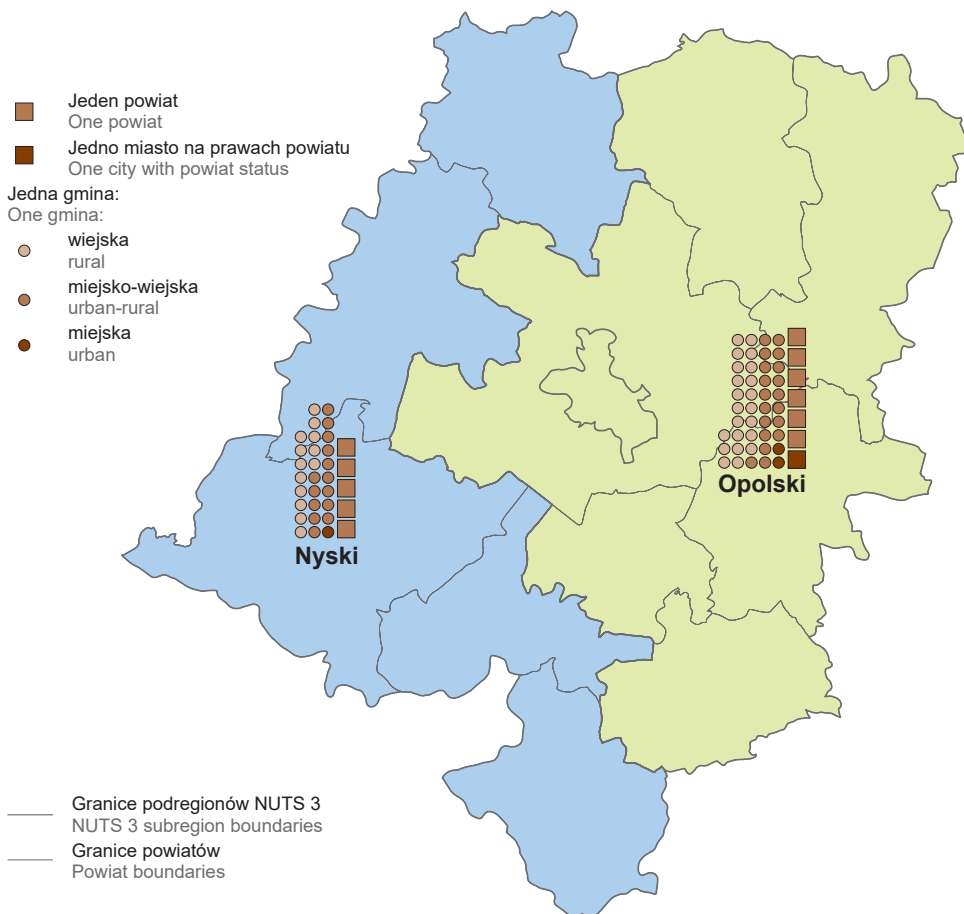 Jeden powiat
One powiat
Jedno miasto na prawach powiatu
One city with powiat status
Jedna gmina:
One gmina:
wiejska
rural
miejsko-wiejska
urban-rural
miejska
urban
Opolski
Nyski
Granice podregionów NUTS 3
NUTS 3 subregion boundaries
Granice powiatów
Powiat boundaries